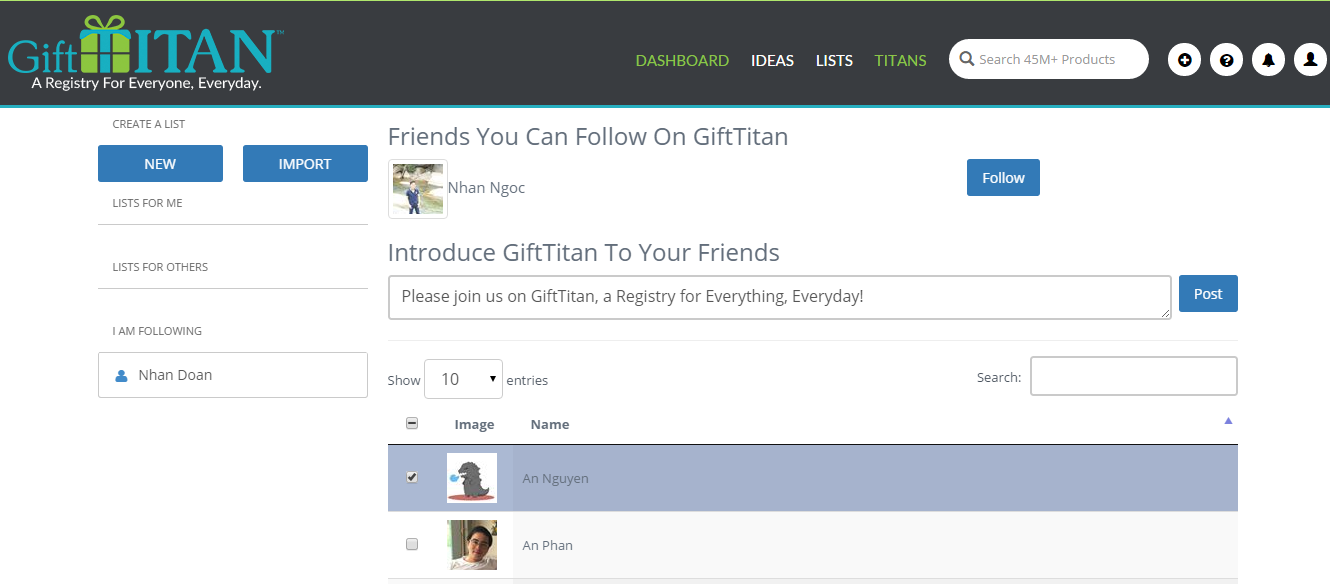 GiftTITAN™
A Registry For Everyone, Everyday.
DASHBOARD IDEAS LISTS TITANS Search 45M+ Products
CREATE A LIST
NEW IMPORT
LISTS FOR ME
LISTS FOR OTHERS
I AM FOLLOWING
Nhan Doan
Friends You Can Follow On GiftTitan
Nhan Ngoc Follow
Introduce GiftTitan To Your Friends
Please join us on GiftTitan, a Registry for Everything, Everyday! Post
Show 10 entries Search:
Image Name
An Nguyen
An Phan